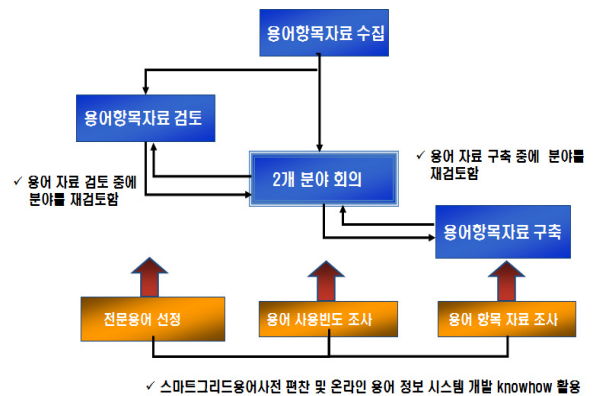 용어항목자료 수집
용어항목자료 검토
✓ 용어 자료 검토 중에
분야를 재검토함
2개 분야 회의
✓ 용어 자료 구축 중에 분야를
재검토함
용어항목자료 구축
전문용어 선정
용어 사용빈도 조사
용어 항목 자료 조사
✓ 스마트그리드용어사전 편찬 및 온라인 용어 정보 시스템 개발 knowhow 활용